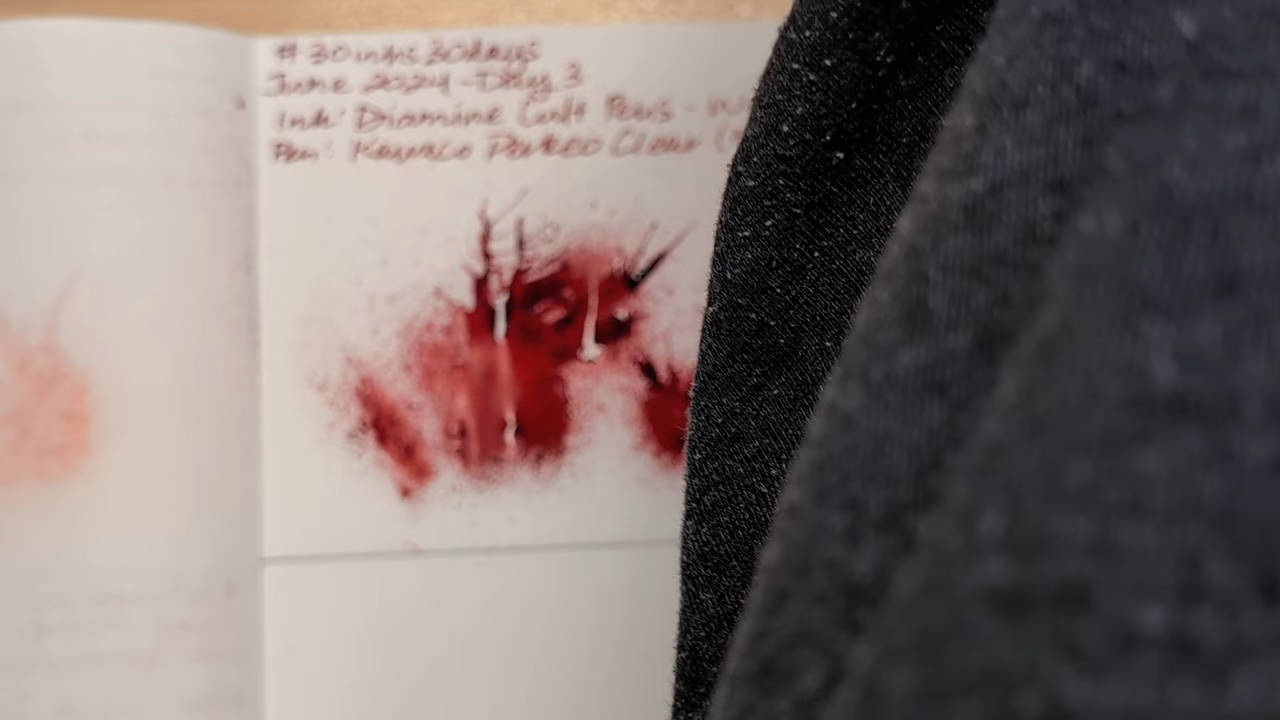 # 30inks30days
June 2024 - Day 3
Ink: Diamine Cult Pens -
Pen: Kaweco Perkeo Clear (